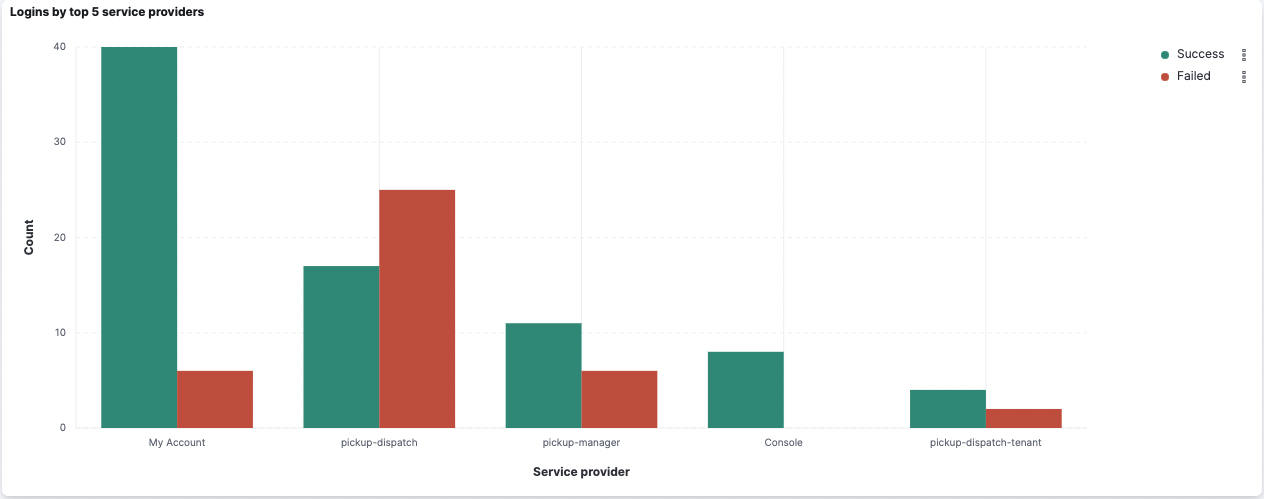 Logins by top 5 service providers
Success
Failed
40
30
20
10
0
Count
My Account
pickup-dispatch
pickup-manager
Console
pickup-dispatch-tenant
Service provider